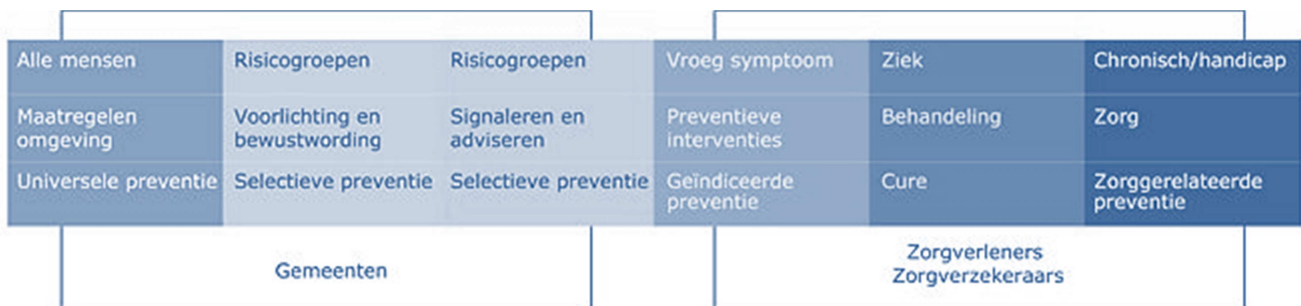 Alle mensen
Risicogroepen
Risicogroepen
Vroeg symptoom
Ziek
Chronisch/handicap
Maatregelen
omgeving
Voorlichting en
bewustwording
Signaleren en
adviseren
Preventieve
interventies
Behandeling
Zorg
Universele preventie
Selectieve preventie
Selectieve preventie
Geïndiceerde
preventie
Cure
Zorggerelateerde
preventie
Gemeenten
Zorgverleners
Zorgverzekeraars